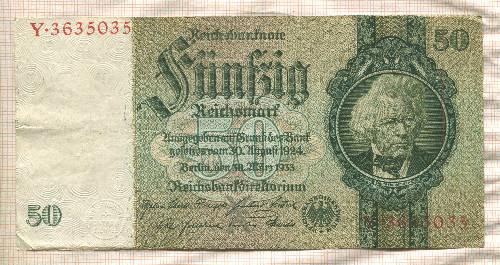 Y·3635035
Reichsbanknote
50
Fünfzig
Reichsmark
50
Ausgegeben auf Grund des Bank
gesetzes vom 30. August 1924
Berlin, den 30. März 1933
Reichsbankdirektorium
50
Y·3635035